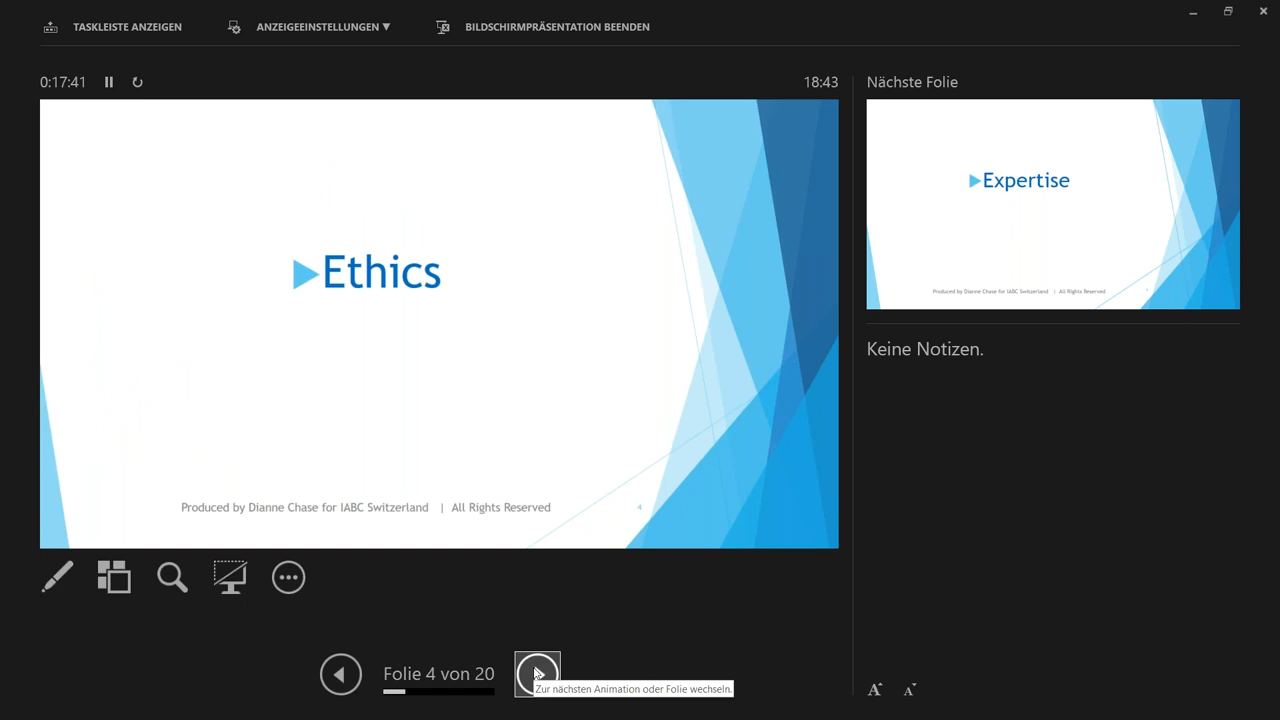 TASKLEISTE ANZEIGEN
ANZEIGEEINSTELLUNGEN ▼
BILDSCHIRMPRÄSENTATION BEENDEN
0:17:41
18:43
Nächste Folie
Ethics
Produced by Dianne Chase for IABC Switzerland | All Rights Reserved
4
Expertise
Produced by Dianne Chase for IABC Switzerland | All Rights Reserved
Keine Notizen.
Folie 4 von 20
Zur nächsten Animation oder Folie wechseln.
A A